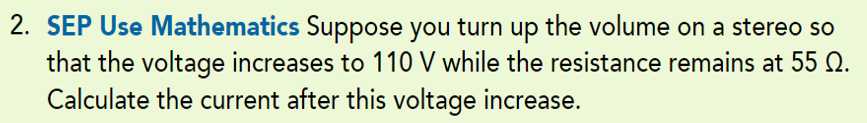 2. SEP Use Mathematics Suppose you turn up the volume on a stereo so
that the voltage increases to 110 V while the resistance remains at 55 Ω.
Calculate the current after this voltage increase.